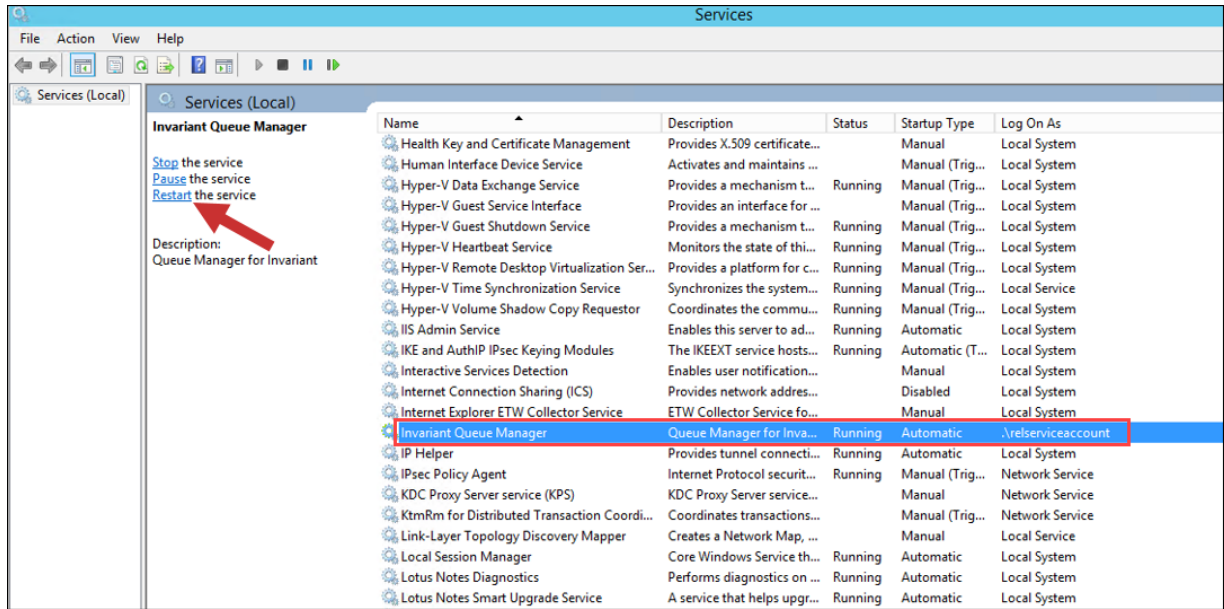 Services
File Action View Help
Services (Local)
Services (Local)
Invariant Queue Manager
Stop the service
Pause the service
Restart the service
Description:
Queue Manager for Invariant
Name Description Status Startup Type Log On As
Health Key and Certificate Management Provides X.509 certificate... Manual Local System
Human Interface Device Service Activates and maintains ... Manual (Trig... Local System
Hyper-V Data Exchange Service Provides a mechanism t... Running Manual (Trig... Local System
Hyper-V Guest Service Interface Provides an interface for ... Manual (Trig... Local System
Hyper-V Guest Shutdown Service Provides a mechanism t... Running Manual (Trig... Local System
Hyper-V Heartbeat Service Monitors the state of thi... Running Manual (Trig... Local System
Hyper-V Remote Desktop Virtualization Ser... Provides a platform for c... Running Manual (Trig... Local System
Hyper-V Time Synchronization Service Synchronizes the system... Running Manual (Trig... Local Service
Hyper-V Volume Shadow Copy Requestor Coordinates the commu... Running Manual (Trig... Local System
IIS Admin Service Enables this server to ad... Running Automatic Local System
IKE and AuthIP IPsec Keying Modules The IKEEXT service hosts... Running Automatic (T... Local System
Interactive Services Detection Enables user notification... Manual Local System
Internet Connection Sharing (ICS) Provides network addres... Disabled Local System
Internet Explorer ETW Collector Service ETW Collector Service fo... Manual Local System
Invariant Queue Manager Queue Manager for Inva... Running Automatic .\relserviceaccount
IP Helper Provides tunnel connecti... Running Automatic Local System
IPsec Policy Agent Internet Protocol securit... Running Manual (Trig... Network Service
KDC Proxy Server service (KPS) KDC Proxy Server service... Manual Network Service
KtmRm for Distributed Transaction Coordi... Coordinates transactions... Manual (Trig... Network Service
Link-Layer Topology Discovery Mapper Creates a Network Map, ... Manual Local Service
Local Session Manager Core Windows Service th... Running Automatic Local System
Lotus Notes Diagnostics Performs diagnostics on ... Running Automatic Local System
Lotus Notes Smart Upgrade Service A service that helps upgr... Running Automatic Local System